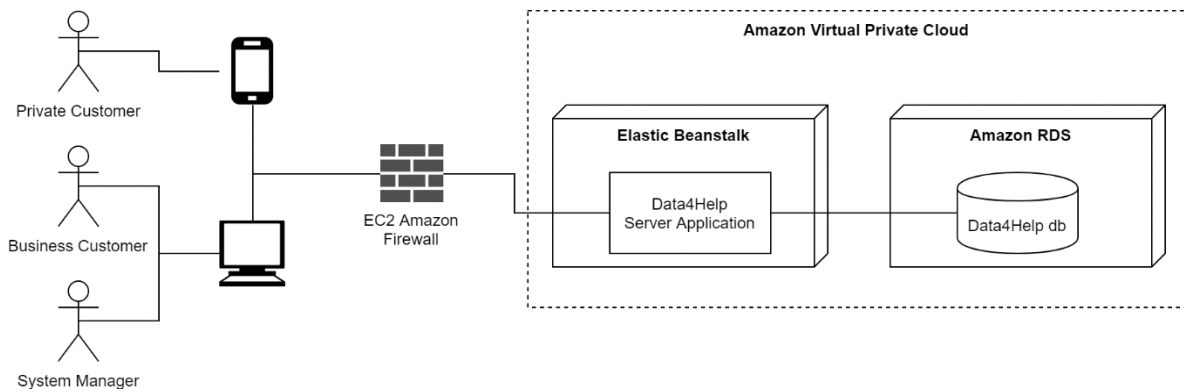 Amazon Virtual Private Cloud
Private Customer
Elastic Beanstalk
Amazon RDS
Business Customer
EC2 Amazon
Firewall
Data4Help
Server Application
Data4Help db
System Manager